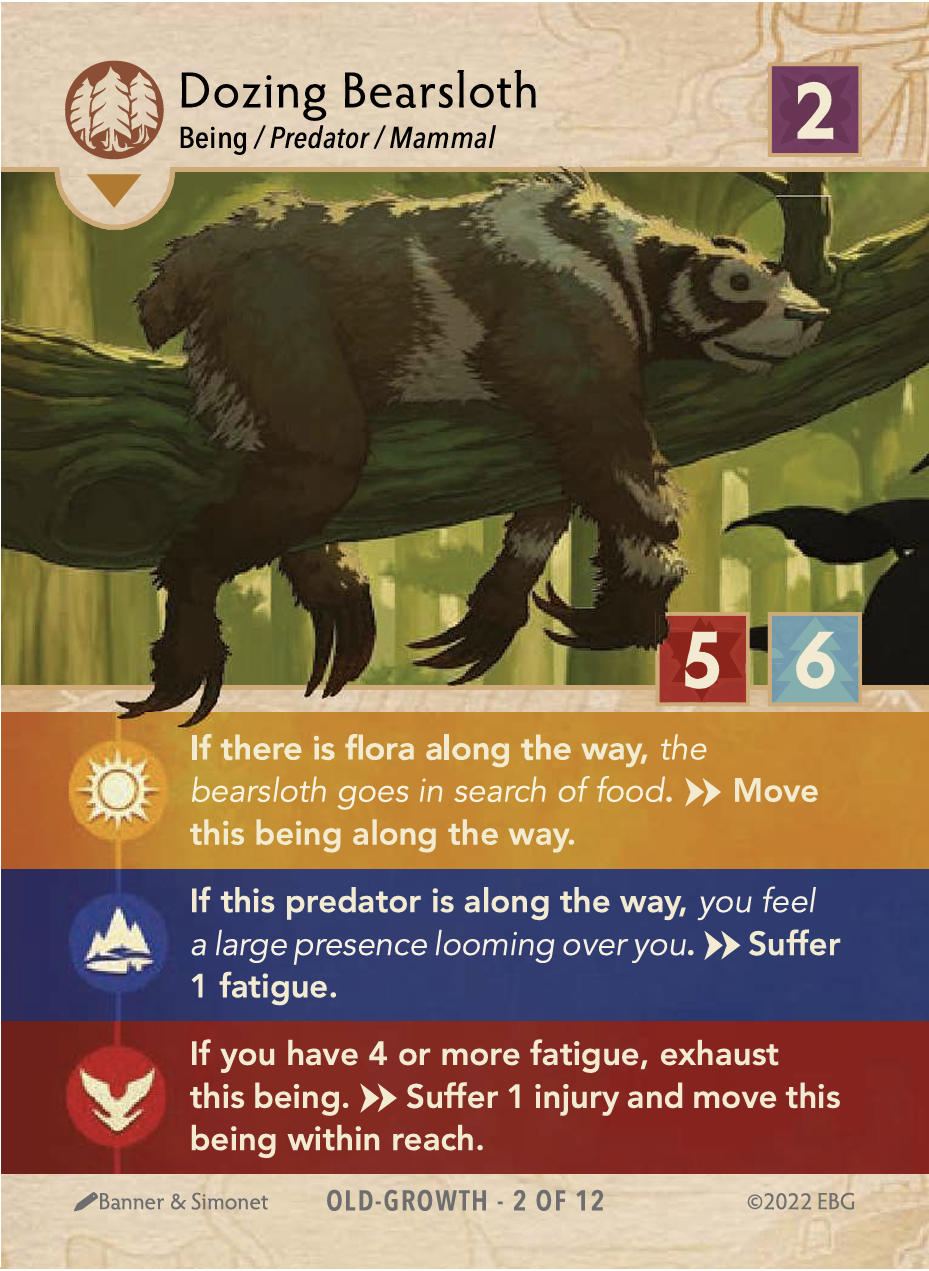 Dozing Bearsloth
2
Being / Predator / Mammal
5 6
If there is flora along the way, the
bearsloth goes in search of food. Move
this being along the way.
If this predator is along the way, you feel
a large presence looming over you. Suffer
1 fatigue.
If you have 4 or more fatigue, exhaust
this being. Suffer 1 injury and move this
being within reach.
Banner & Simonet OLD-GROWTH - 2 OF 12 ©2022 EBG